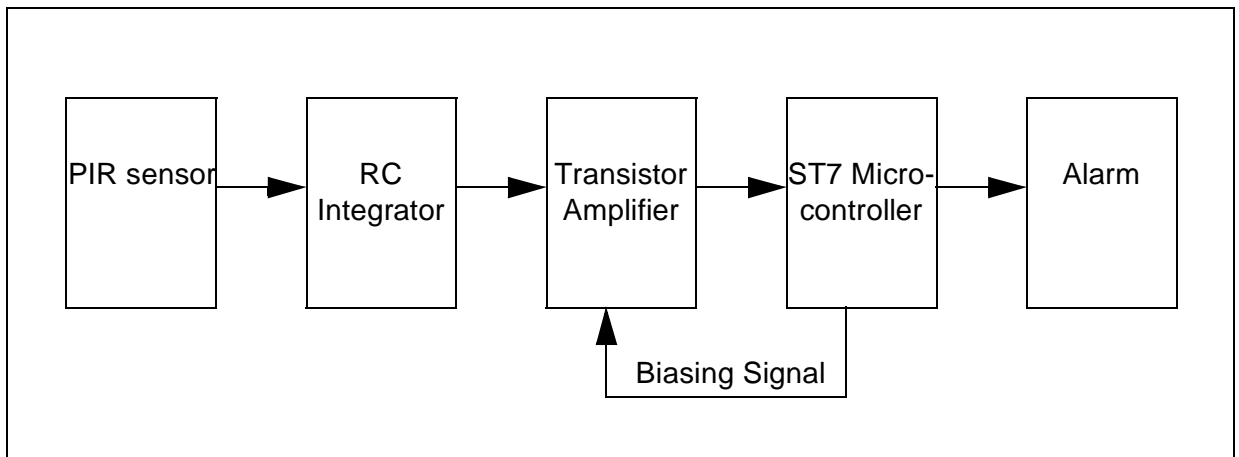 PIR sensor
RC
Integrator
Transistor
Amplifier
ST7 Micro-
controller
Alarm
Biasing Signal